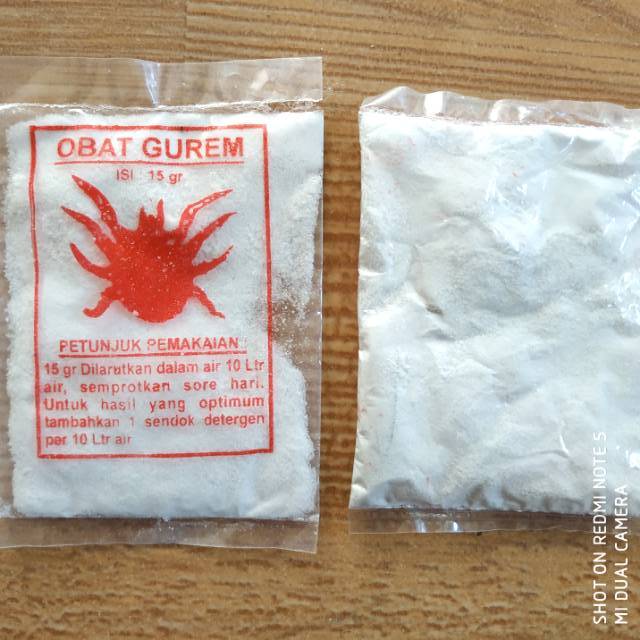 OBAT GUREM
ISI 15 gr
PETUNJUK PEMAKAIAN :
15 gr Dilarutkan dalam air 10 Ltr
air, semprotkan sore hari.
Untuk hasil yang optimum
tambahkan 1 sendok detergen
per 10 Ltr air
SHOT ON REDMI NOTE 5
MI DUAL CAMERA